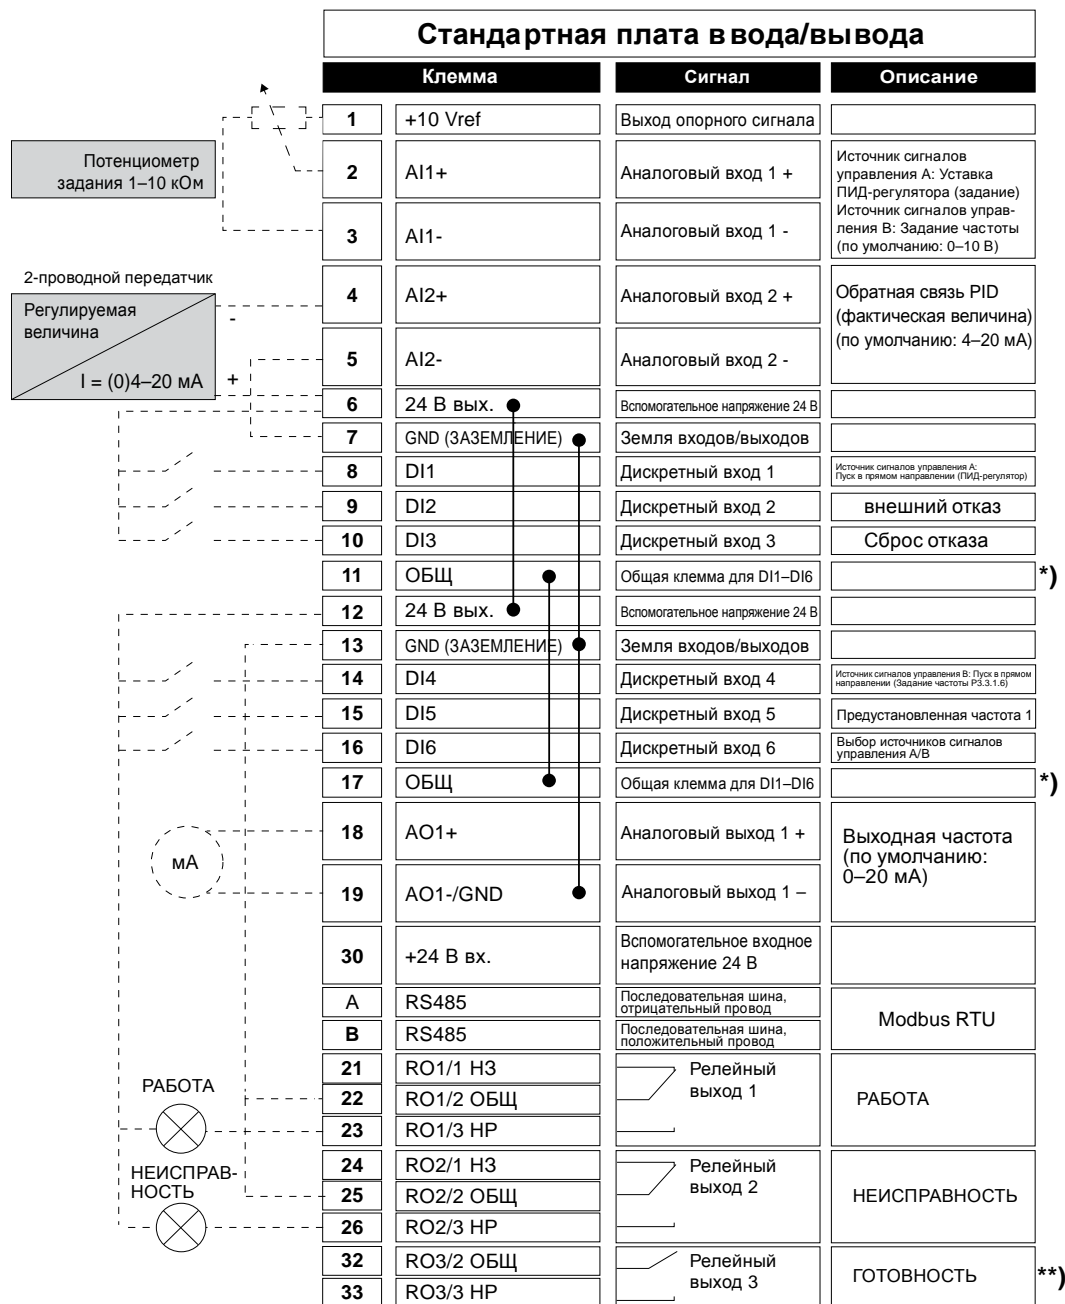 Стандартная плата ввода/вывода
Клемма Сигнал Описание
1 +10 Vref Выход опорного сигнала
Потенциометр
задания 1–10 кОм
2 AI1+ Аналоговый вход 1 +
Источник сигналов
управления А: Уставка
ПИД-регулятора (задание)
Источник сигналов управ-
ления В: Задание частоты
(по умолчанию: 0–10 В)
3 AI1- Аналоговый вход 1 -
2-проводной передатчик
Регулируемая
величина
I = (0)4–20 мА
-
+
4 AI2+ Аналоговый вход 2 +
Обратная связь PID
(фактическая величина)
(по умолчанию: 4–20 мА)
5 AI2- Аналоговый вход 2 -
6 24 В вых. Вспомогательное напряжение 24 В
7 GND (ЗАЗЕМЛЕНИЕ) Земля входов/выходов
8 DI1 Дискретный вход 1
Источник сигналов управления А:
Пуск в прямом направлении (ПИД-регулятор)
9 DI2 Дискретный вход 2 внешний отказ
10 DI3 Дискретный вход 3 Сброс отказа
11 ОБЩ Общая клемма для DI1–DI6 *)
12 24 В вых. Вспомогательное напряжение 24 В
13 GND (ЗАЗЕМЛЕНИЕ) Земля входов/выходов
14 DI4 Дискретный вход 4
Источник сигналов управления В: Пуск в прямом
направлении (Задание частоты P3.3.1.6)
15 DI5 Дискретный вход 5 Предустановленная частота 1
16 DI6 Дискретный вход 6
Выбор источников сигналов
управления А/В
17 ОБЩ Общая клемма для DI1–DI6 *)
мА
18 AO1+ Аналоговый выход 1 +
Выходная частота
(по умолчанию:
0–20 мА)
19 AO1-/GND Аналоговый выход 1 –
30 +24 В вх.
Вспомогательное входное
напряжение 24 В
A RS485
Последовательная шина,
отрицательный провод
Modbus RTU
B RS485
Последовательная шина,
положительный провод
21 RO1/1 НЗ
Релейный
выход 1
РАБОТА
РАБОТА
22 RO1/2 ОБЩ
23 RO1/3 НР
24 RO2/1 НЗ
Релейный
выход 2
НЕИСПРАВ-
НОСТЬ
НЕИСПРАВНОСТЬ
25 RO2/2 ОБЩ
26 RO2/3 НР
32 RO3/2 ОБЩ
Релейный
выход 3
ГОТОВНОСТЬ **)
33 RO3/3 НР